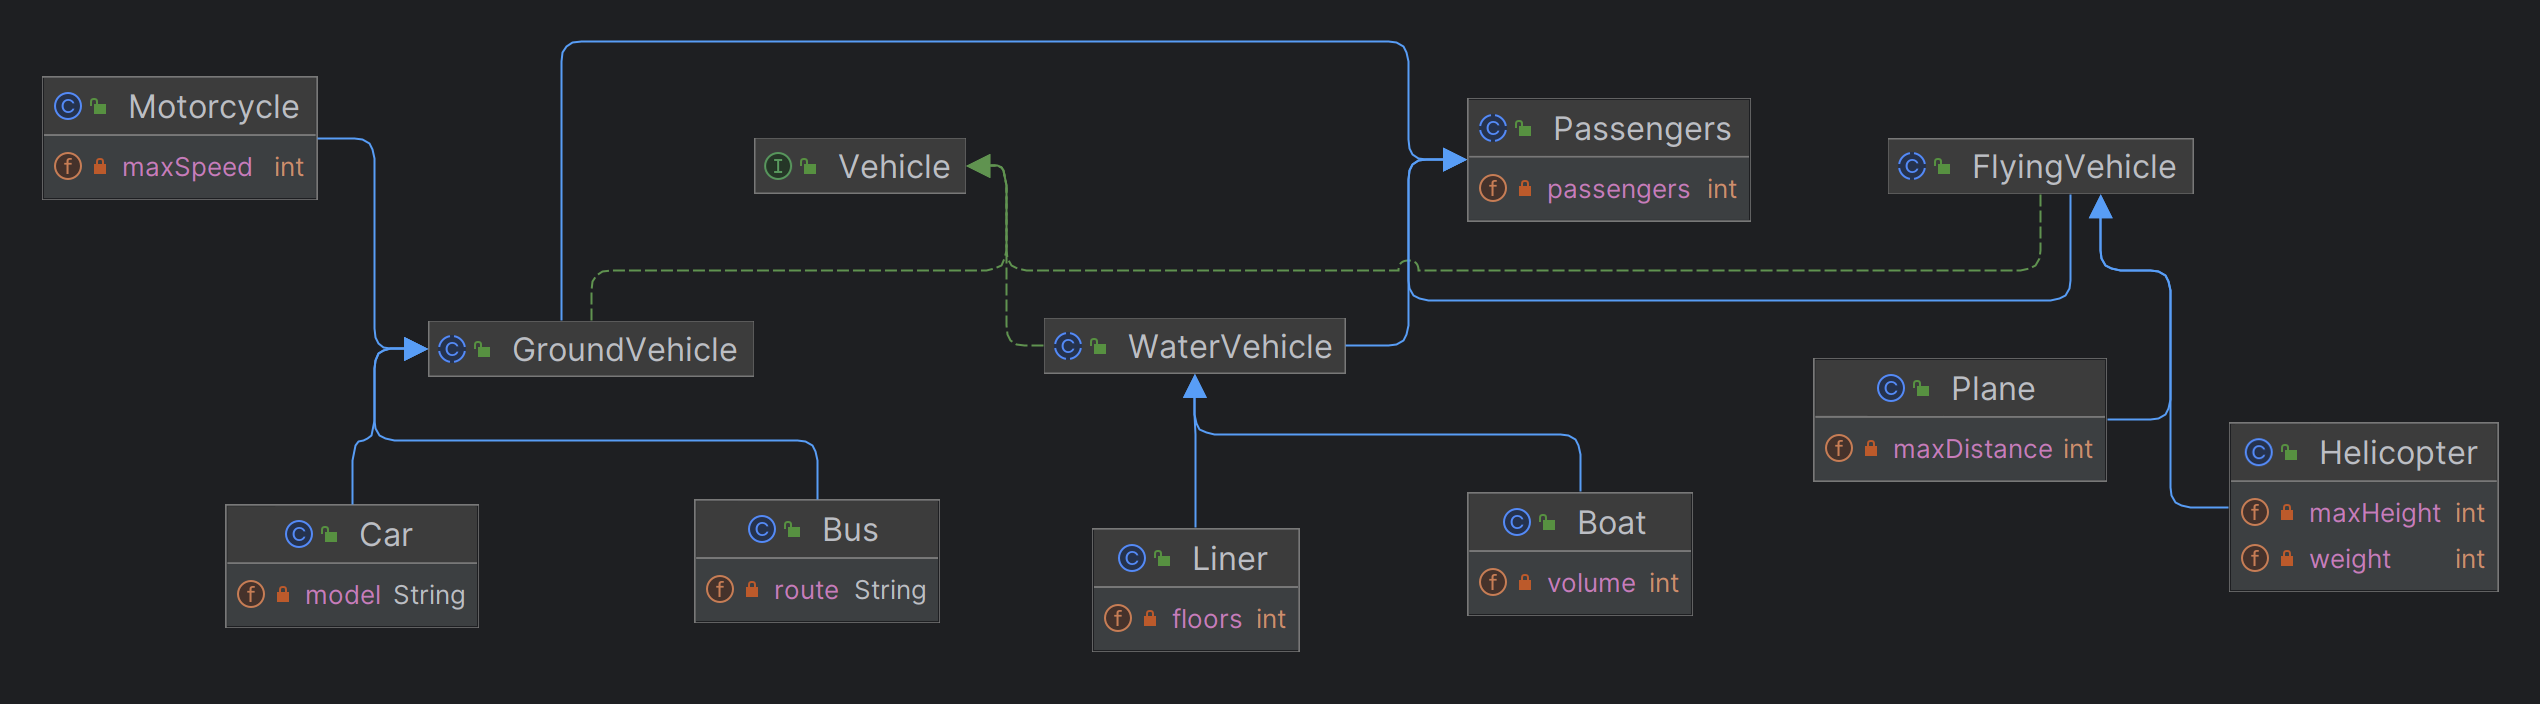 Motorcycle
maxSpeed int
Vehicle
Passengers
passengers int
FlyingVehicle
GroundVehicle
WaterVehicle
Plane
maxDistance int
Helicopter
maxHeight int
weight int
Car
model String
Bus
route String
Liner
floors int
Boat
volume int